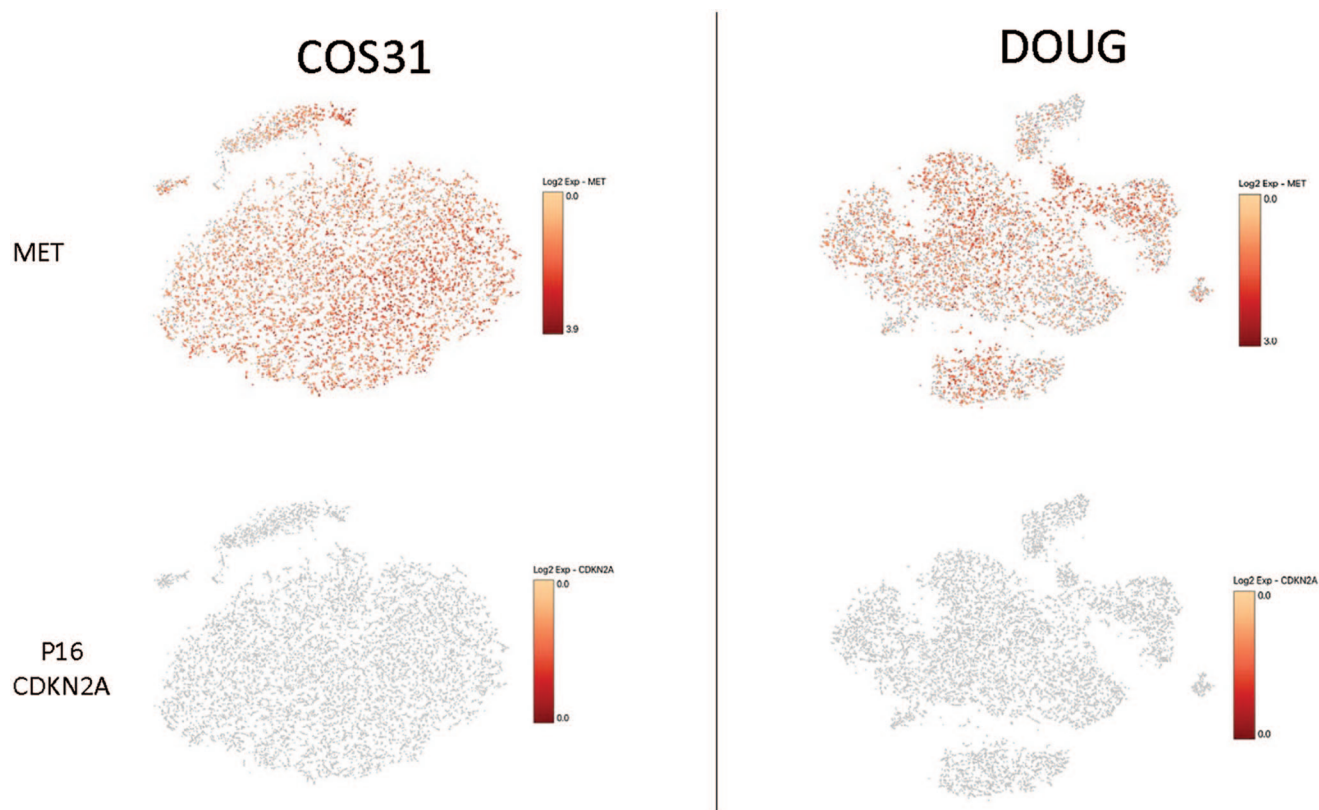 COS31
DOUG
MET
Log2 Exp - MET
0.0
3.9
Log2 Exp - MET
0.0
3.0
P16
CDKN2A
Log2 Exp - CDKN2A
0.0
0.0
Log2 Exp - CDKN2A
0.0
0.0